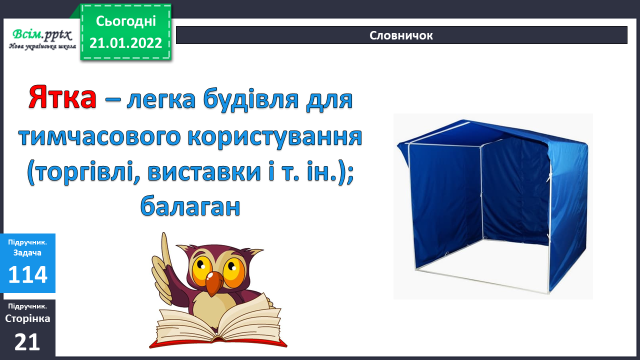 Всім.pptx
Нова українська школа
Сьогодні
21.01.2022
Словничок
Ятка – легка будівля для
тимчасового користування
(торгівлі, виставки і т. ін.);
балаган
Підручник.
Задача
114
Підручник.
Сторінка
21